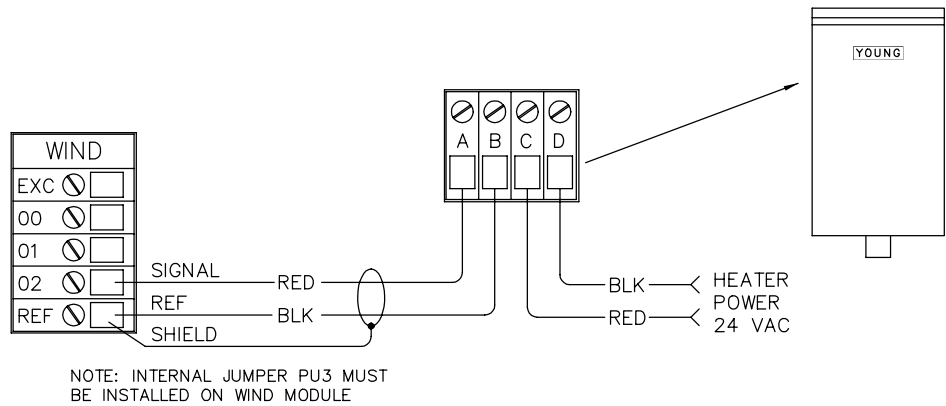 YOUNG
WIND
A B C D
EXC
00
01
02
REF
SIGNAL RED
REF BLK
SHIELD
BLK HEATER
POWER
RED 24 VAC
NOTE: INTERNAL JUMPER PU3 MUST
BE INSTALLED ON WIND MODULE